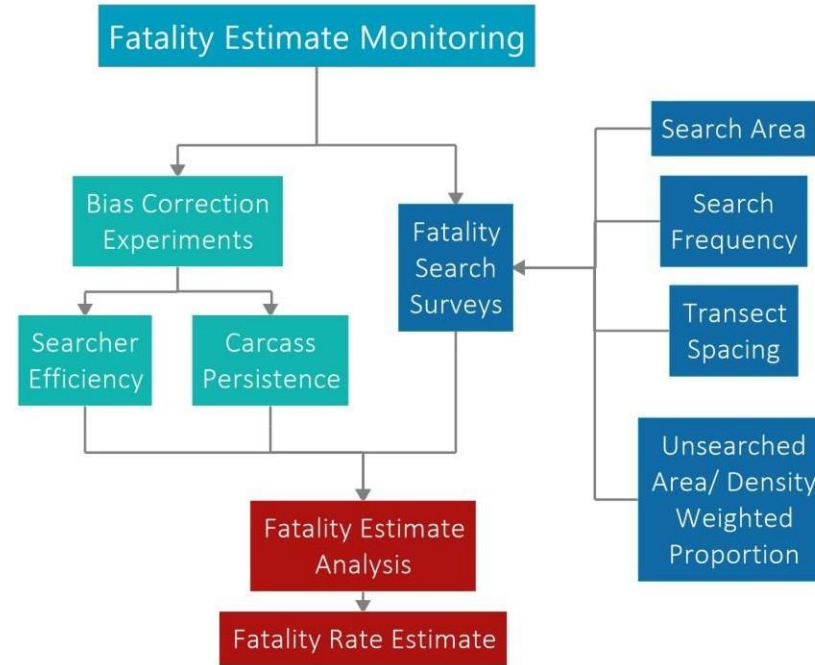 Fatality Estimate Monitoring
Bias Correction
Experiments
Fatality
Search
Surveys
Searcher
Efficiency
Carcass
Persistence
Search Area
Search
Frequency
Transect
Spacing
Unsearched
Area/ Density
Weighted
Proportion
Fatality Estimate
Analysis
Fatality Rate Estimate